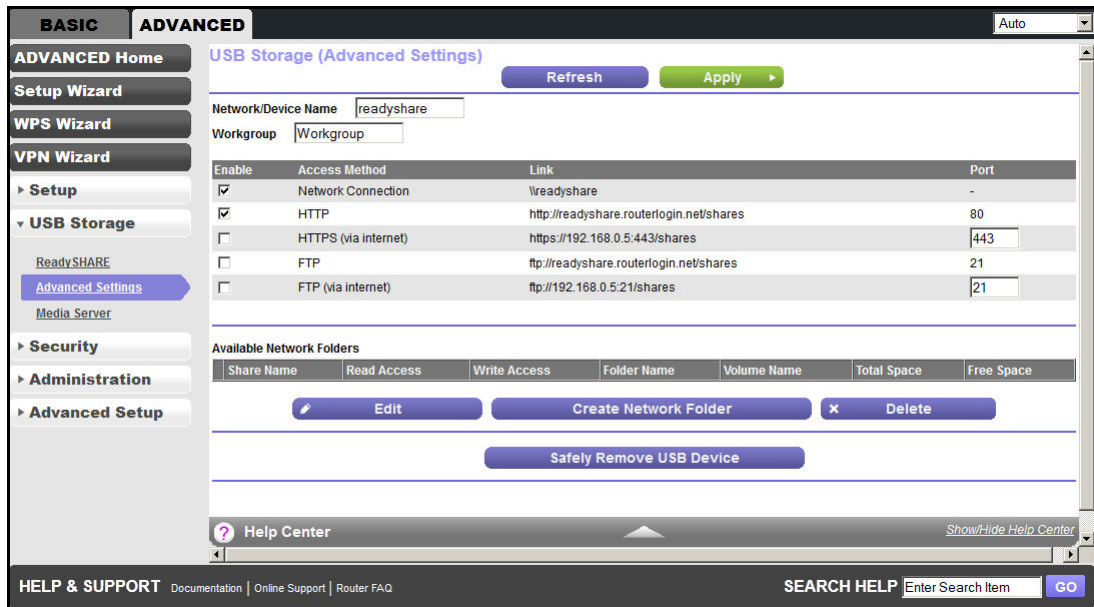 BASIC ADVANCED Auto
ADVANCED Home
Setup Wizard
WPS Wizard
VPN Wizard
Setup
USB Storage
ReadySHARE
Advanced Settings
Media Server
Security
Administration
Advanced Setup
USB Storage (Advanced Settings)
Refresh Apply
Network/Device Name readyshare
Workgroup Workgroup
Enable Access Method Link Port
Network Connection \\readyshare -
HTTP http://readyshare.routerlogin.net/shares 80
HTTPS (via internet) https://192.168.0.5:443/shares 443
FTP ftp://readyshare.routerlogin.net/shares 21
FTP (via internet) ftp://192.168.0.5:21/shares 21
Available Network Folders
Share Name Read Access Write Access Folder Name Volume Name Total Space Free Space
Edit Create Network Folder Delete
Safely Remove USB Device
? Help Center Show/Hide Help Center
HELP & SUPPORT Documentation | Online Support | Router FAQ SEARCH HELP Enter Search Item GO